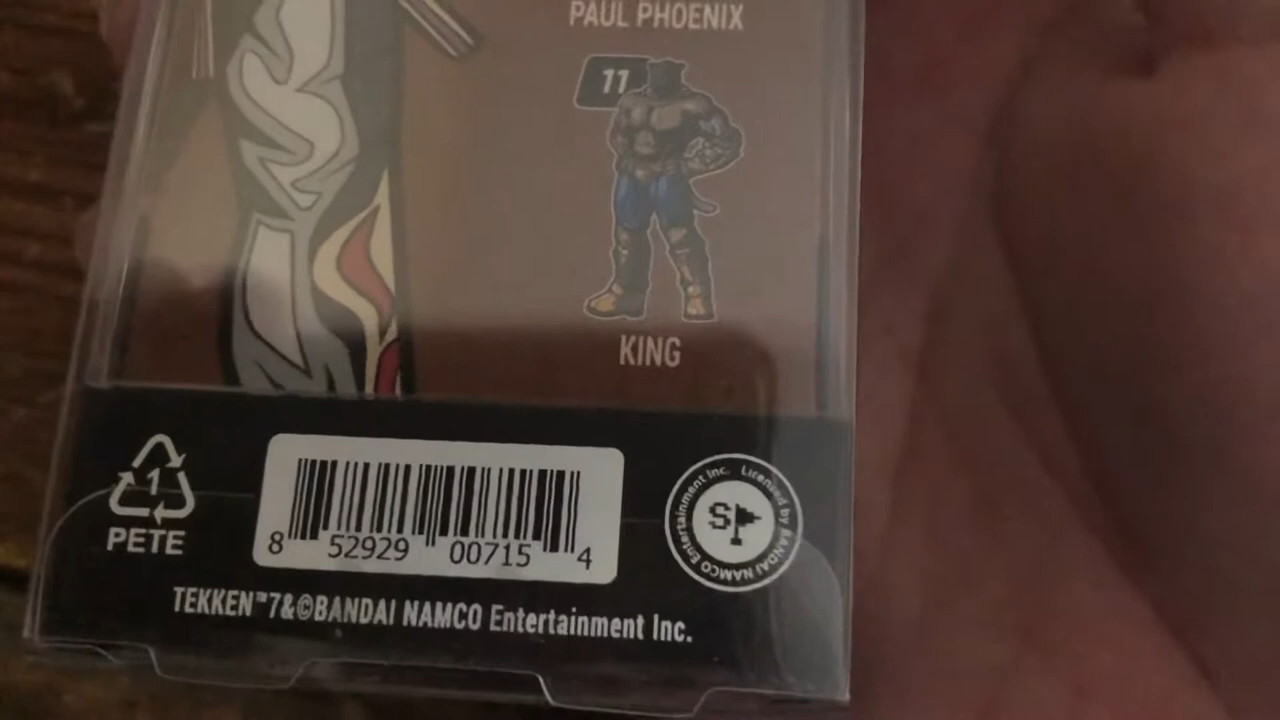 PAUL PHOENIX
11
KING
1
PETE
8 52929 00715 4
Licensed by BANDAI NAMCO Entertainment Inc.
S
TEKKEN™7&©BANDAI NAMCO Entertainment Inc.